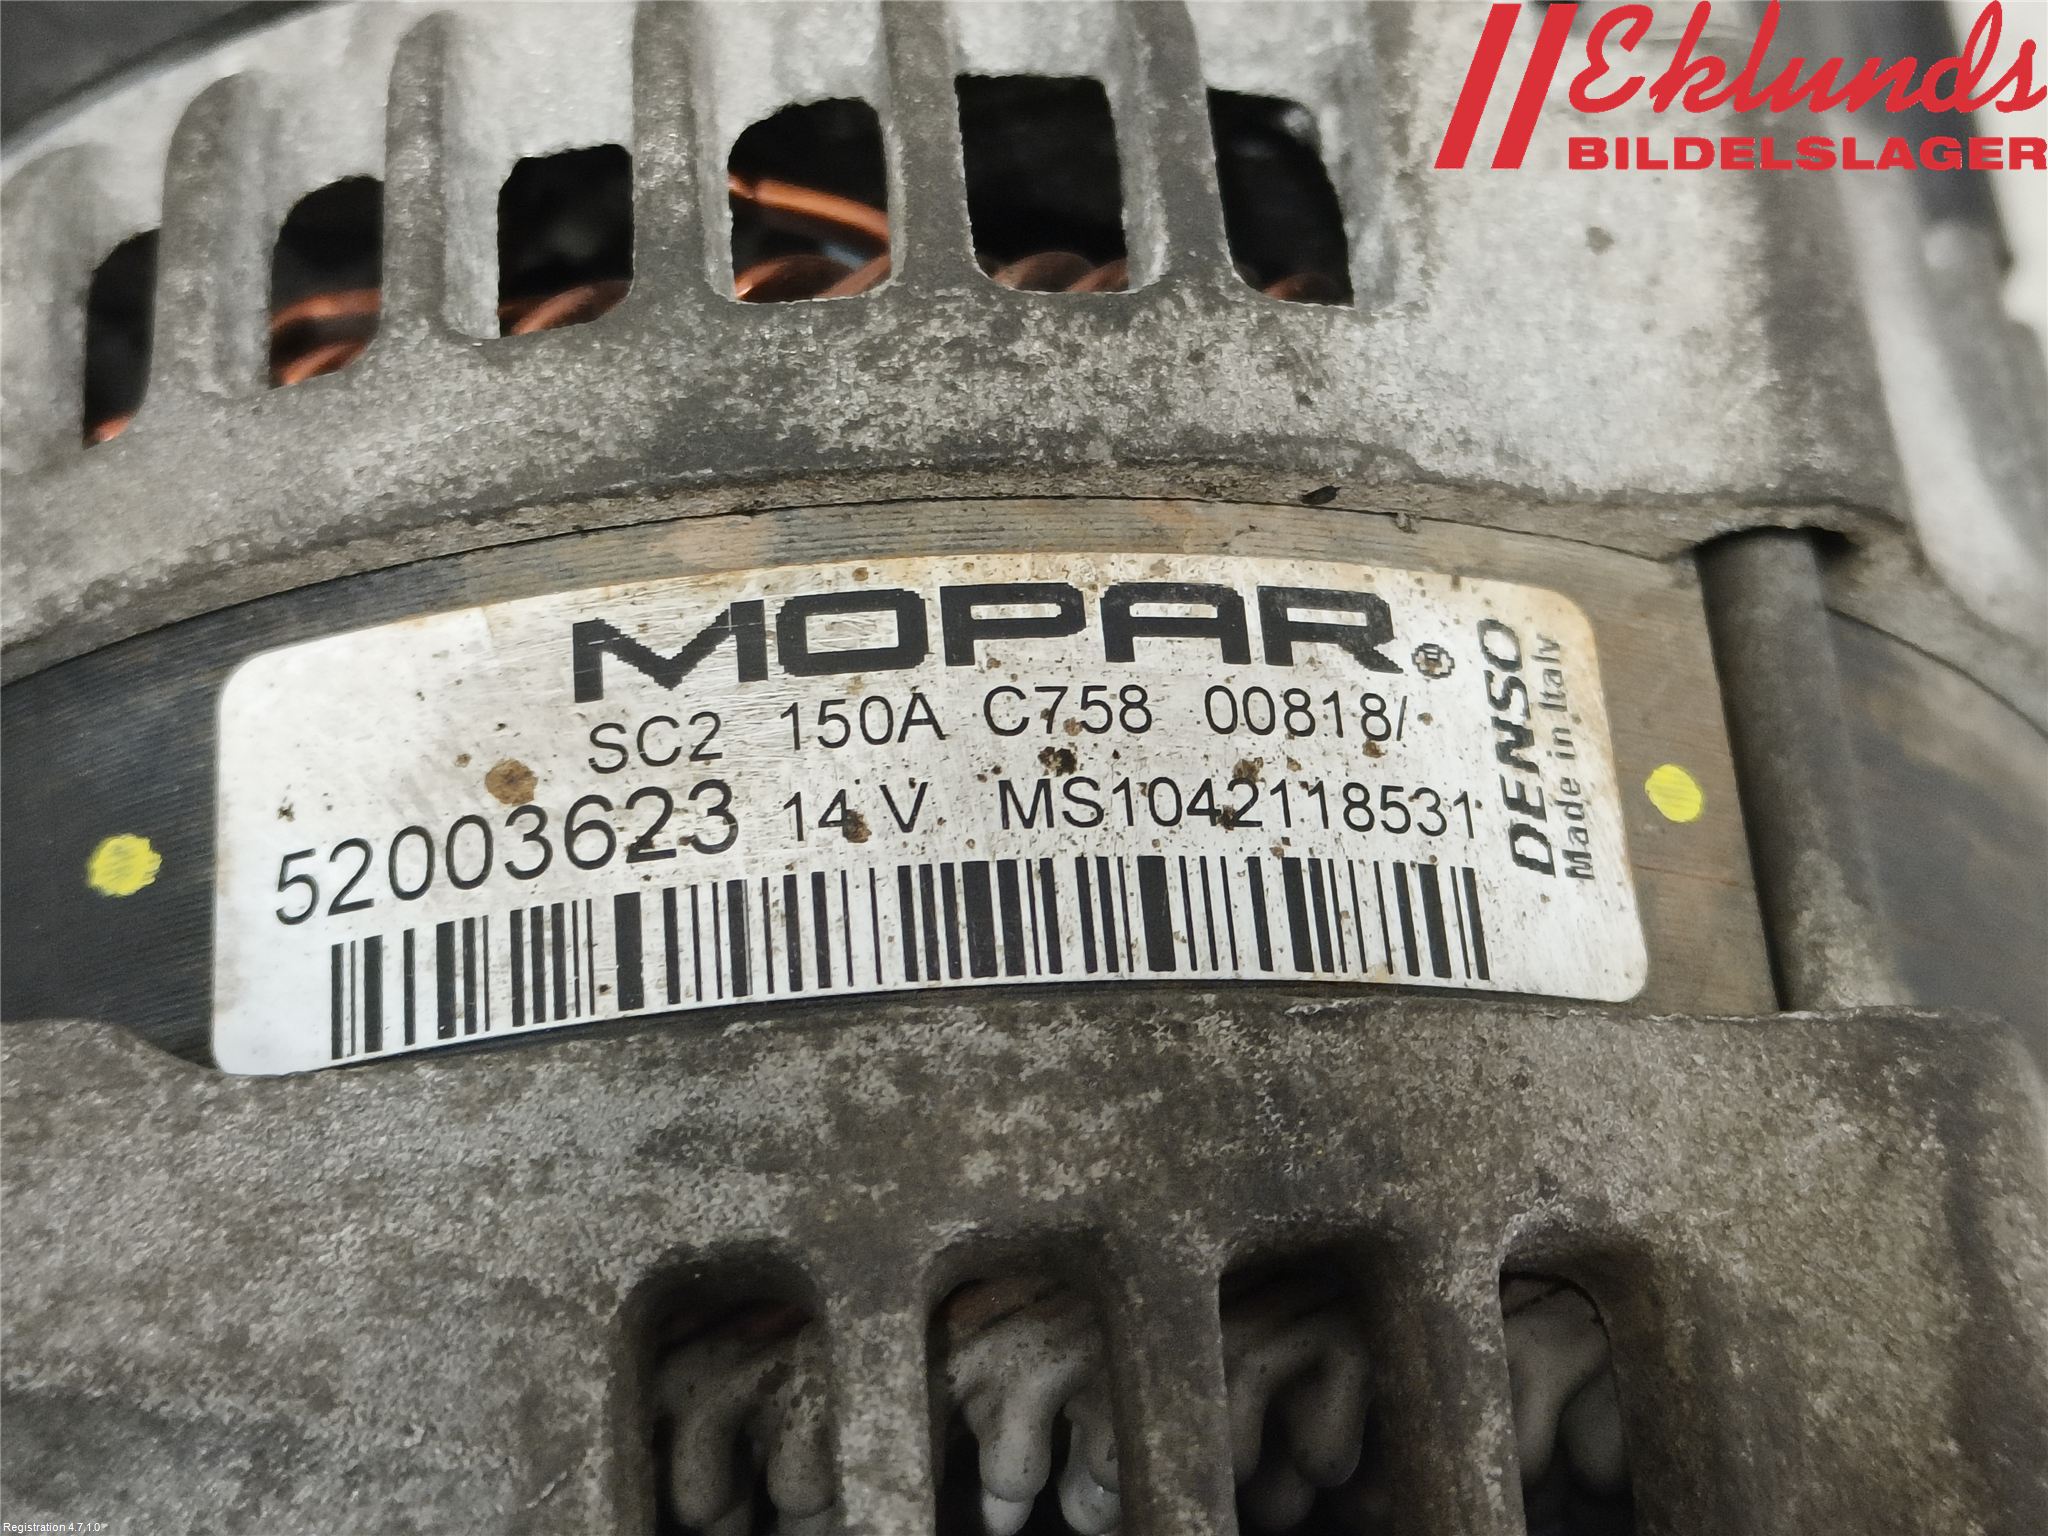 Eklunds
BILDELSLAGER
MOPAR®
SC2 150A C758 00818/
52003623 14 V MS1042118531
DENSO
Made in Italy
Registration 4.7.1.0